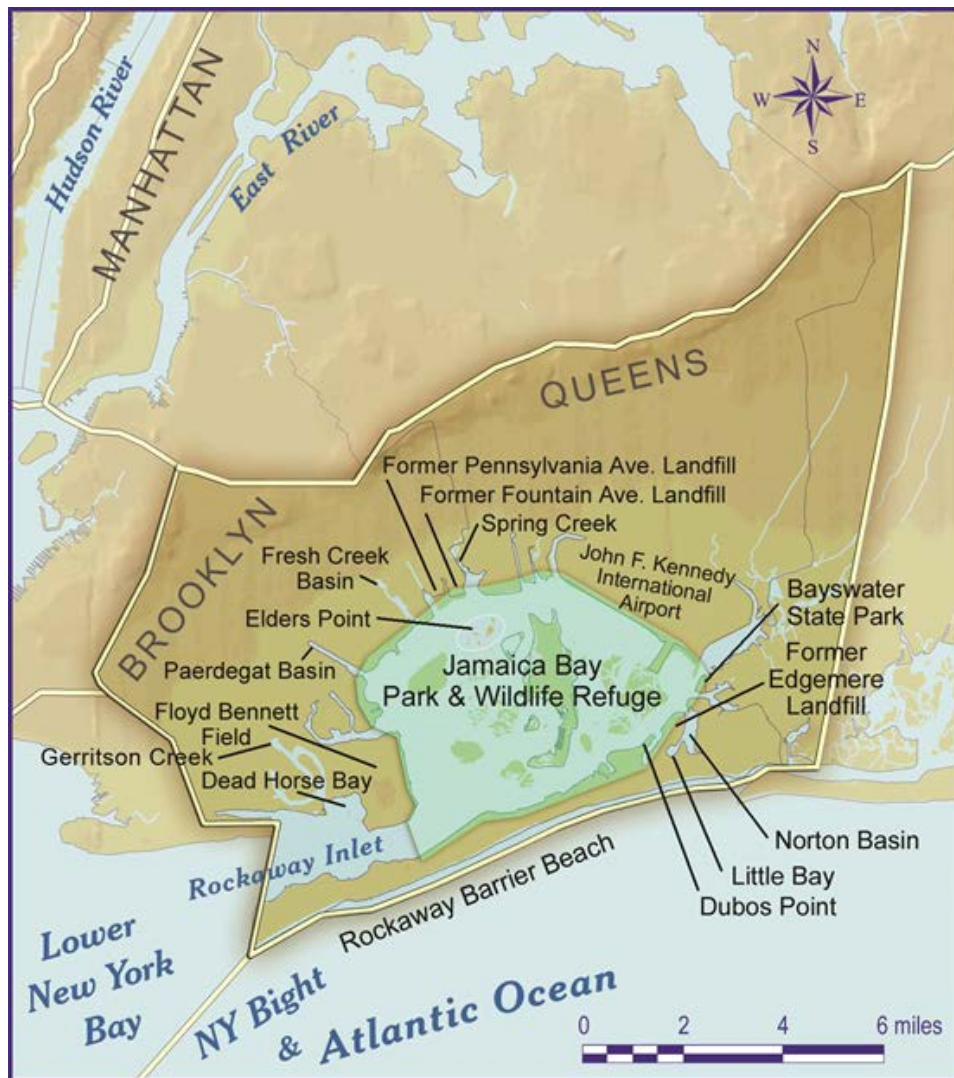 N
W
E
S
Hudson River
MANHATTAN
East River
QUEENS
BROOKLYN
Former Pennsylvania Ave. Landfill
Former Fountain Ave. Landfill
Spring Creek
Fresh Creek
Basin
John F. Kennedy
International
Airport
Bayswater
State Park
Elders Point
Former
Edgemere
Landfill
Paerdegat Basin
Jamaica Bay
Park & Wildlife Refuge
Floyd Bennett
Field
Gerritson Creek
Dead Horse Bay
Norton Basin
Little Bay
Dubos Point
Rockaway Inlet
Rockaway Barrier Beach
Lower
New York
Bay
NY Bight
& Atlantic Ocean
0 2 4 6 miles